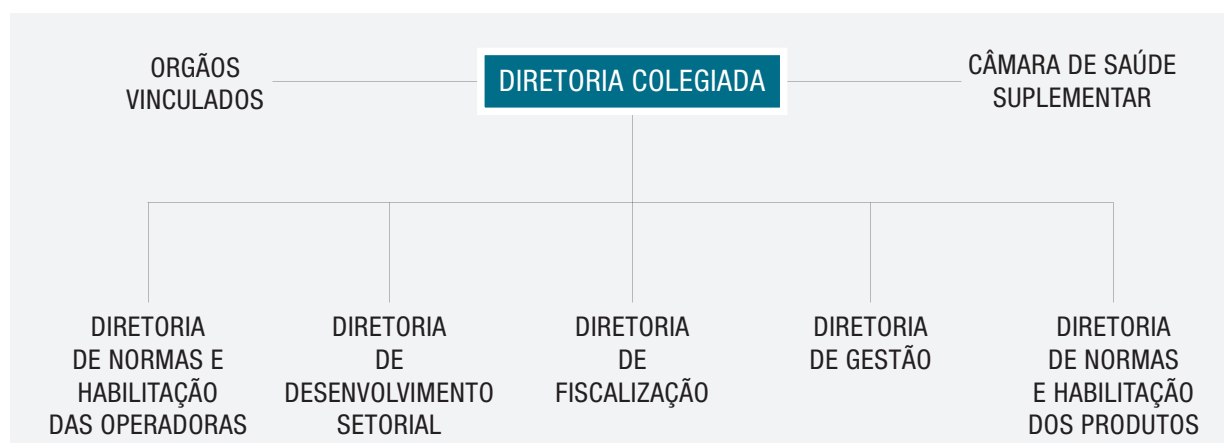 ORGÃOS
VINCULADOS
DIRETORIA COLEGIADA
CÂMARA DE SAÚDE
SUPLEMENTAR
DIRETORIA
DE NORMAS E
HABILITAÇÃO
DAS OPERADORAS
DIRETORIA
DE
DESENVOLVIMENTO
SETORIAL
DIRETORIA
DE
FISCALIZAÇÃO
DIRETORIA
DE GESTÃO
DIRETORIA
DE NORMAS
E HABILITAÇÃO
DOS PRODUTOS